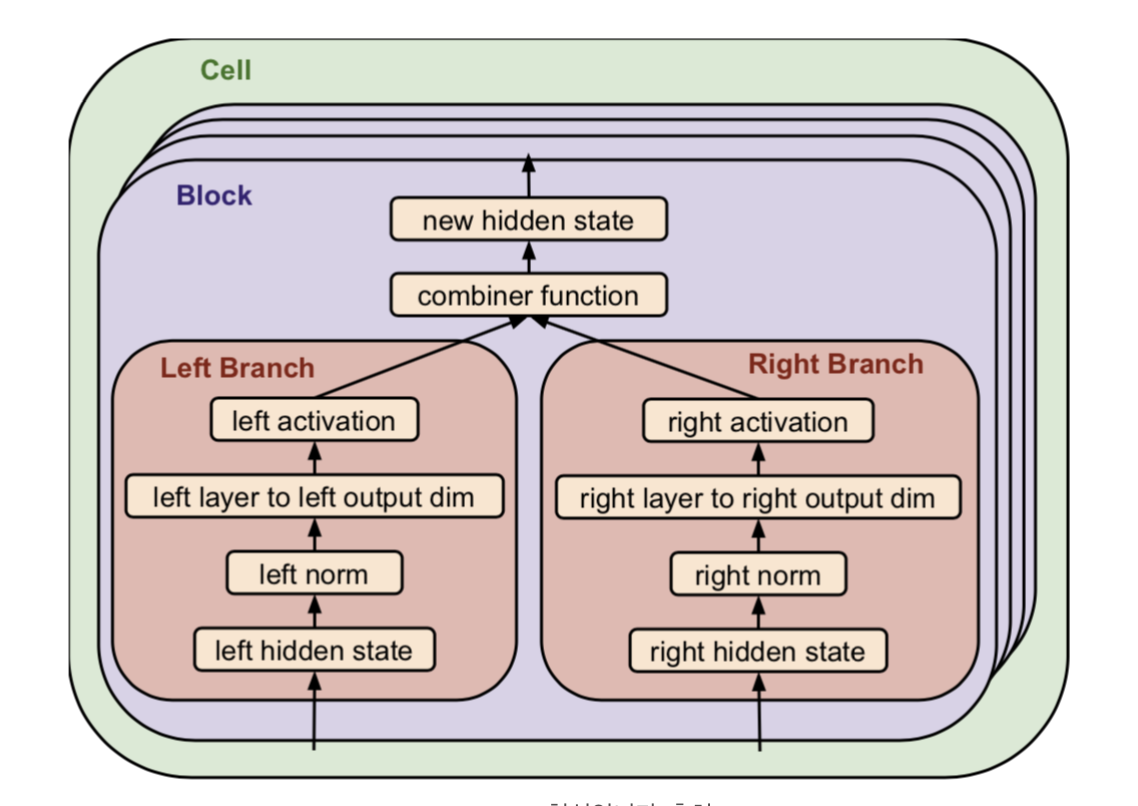 Cell
Block
new hidden state
combiner function
Left Branch
Right Branch
left activation
right activation
left layer to left output dim
right layer to right output dim
left norm
right norm
left hidden state
right hidden state